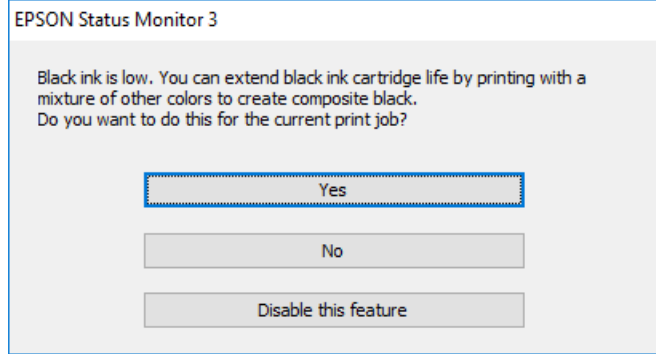 EPSON Status Monitor 3
Black ink is low. You can extend black ink cartridge life by printing with a
mixture of other colors to create composite black.
Do you want to do this for the current print job?
Yes
No
Disable this feature